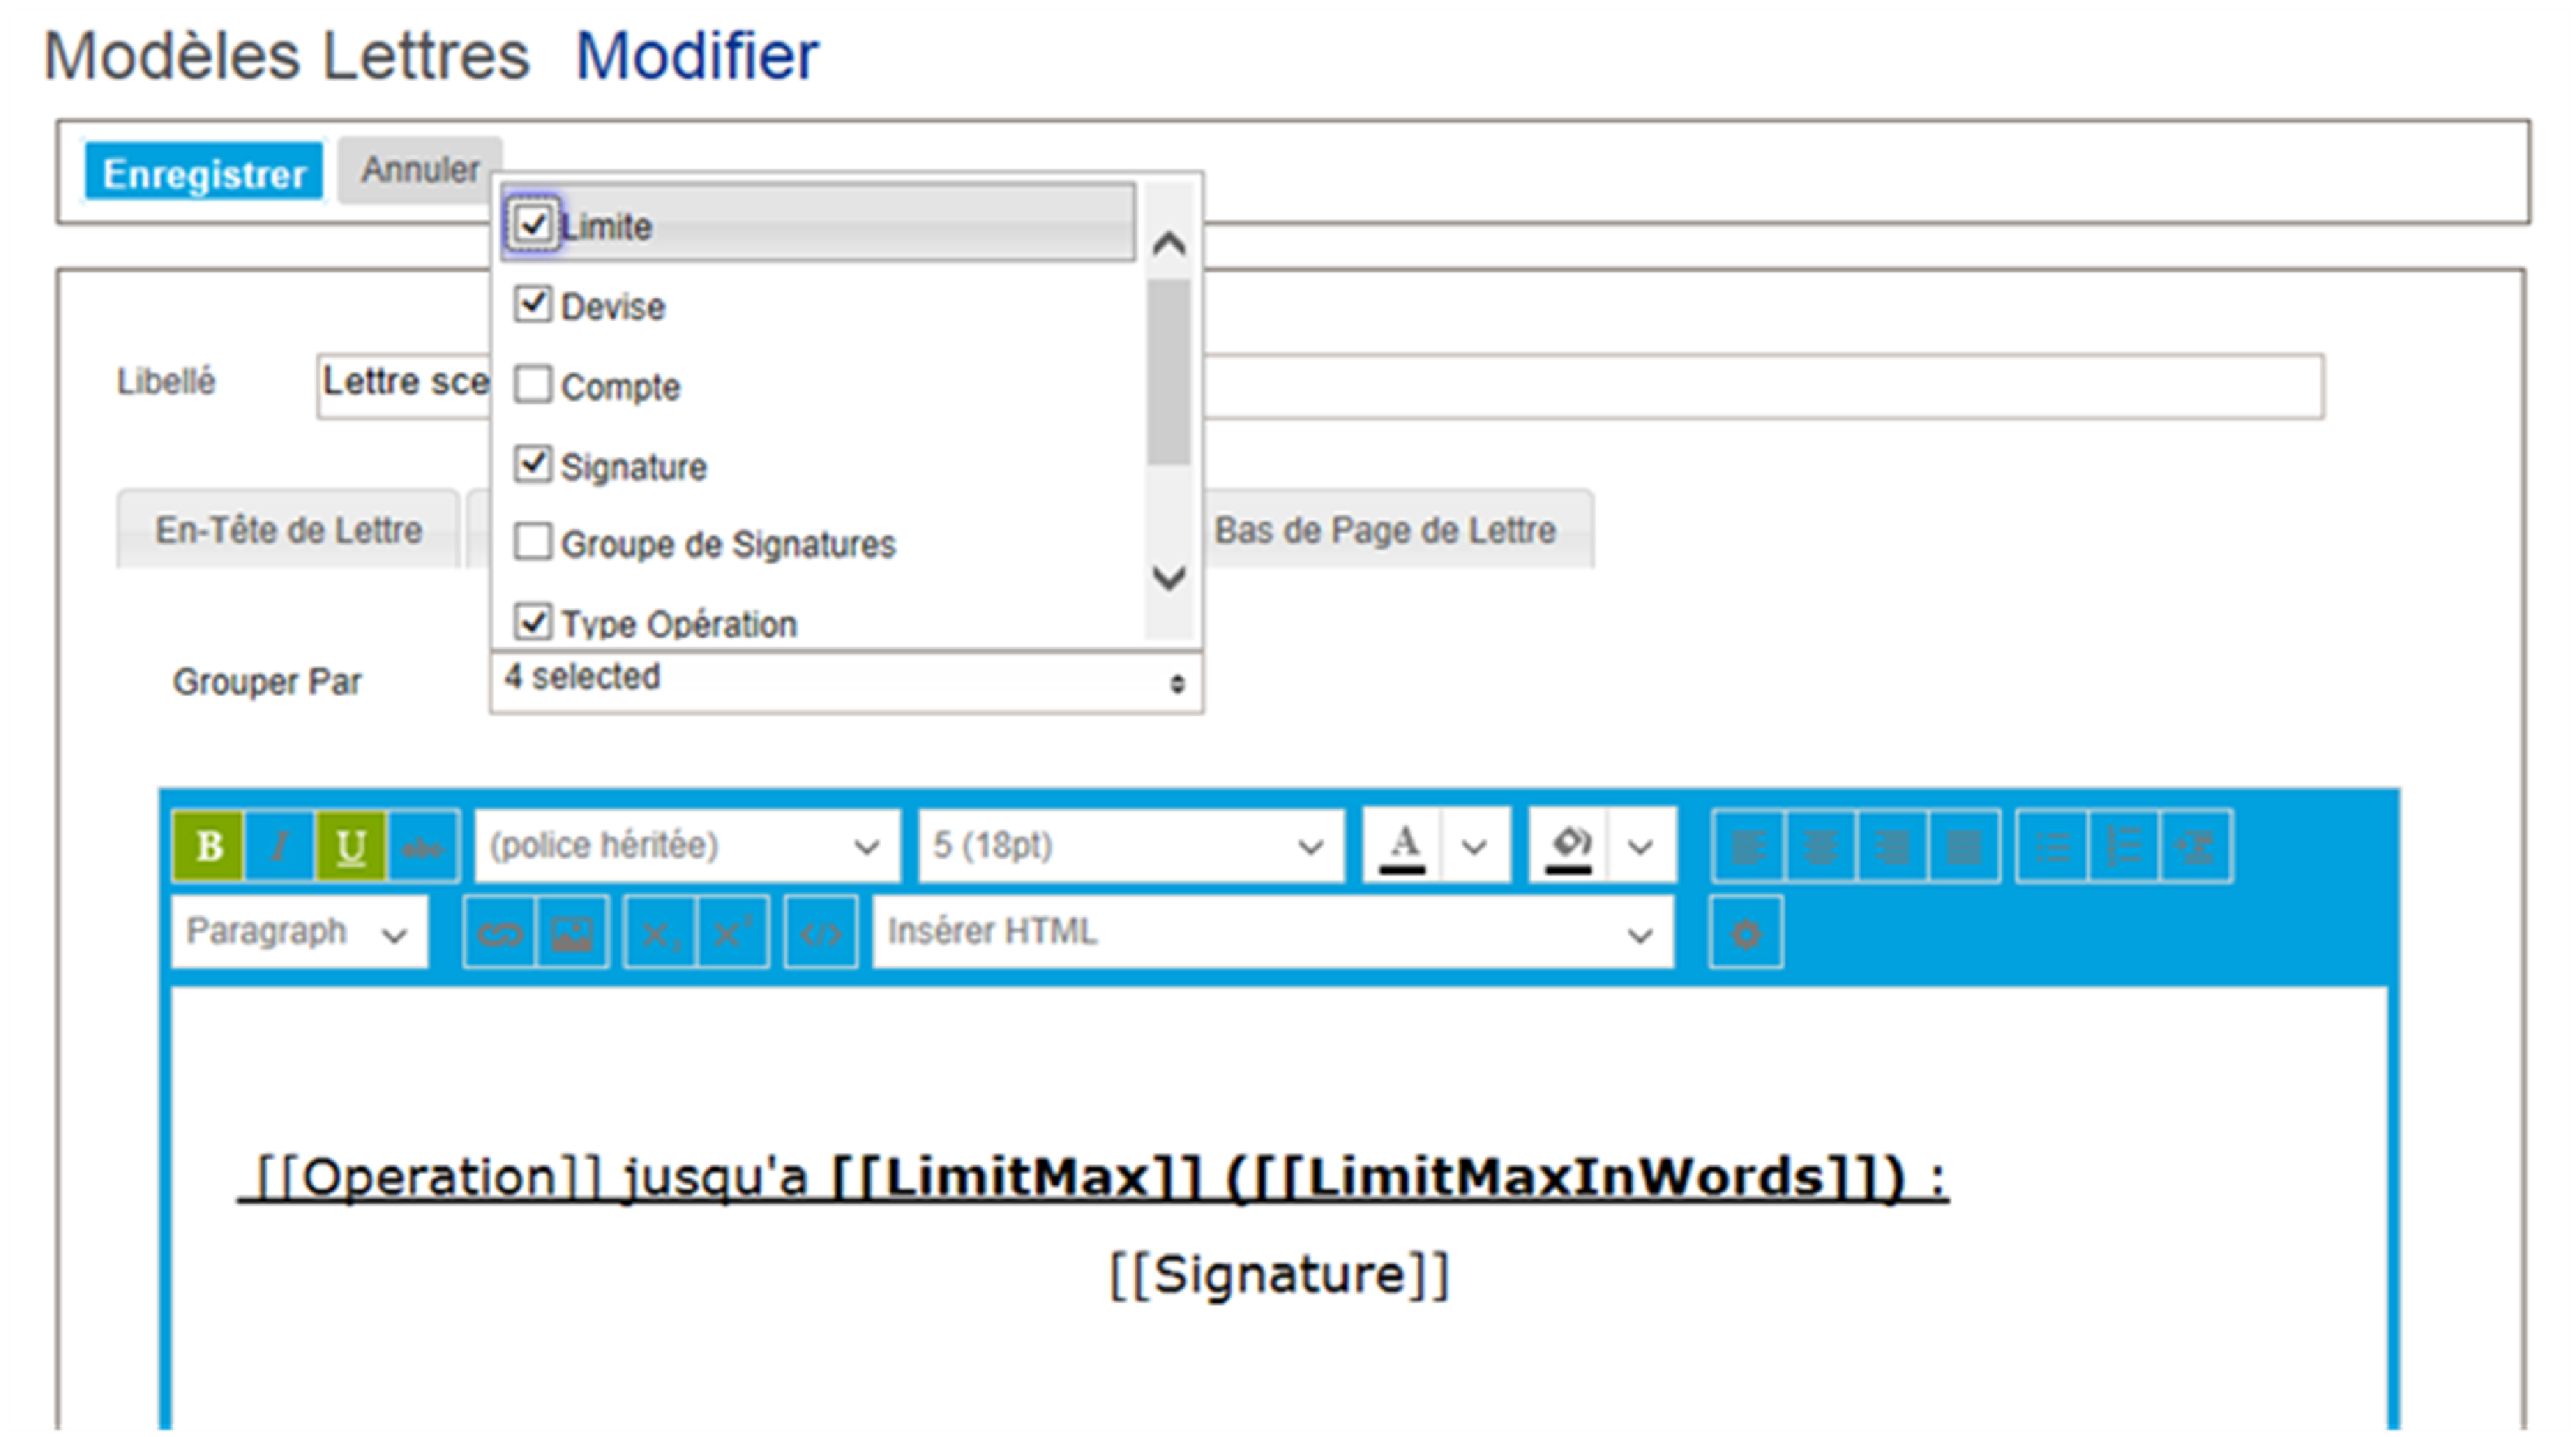 Modèles Lettres Modifier
Enregistrer Annuler
Limite
Devise
Compte
Signature
Groupe de Signatures
Type Opération
Libellé Lettre sce
En-Tête de Lettre Bas de Page de Lettre
Grouper Par 4 selected
B I U abc (police héritée) 5 (18pt) A
Paragraph X₂ X² </> Insérer HTML
[[Operation]] jusqu'a [[LimitMax]] ([[LimitMaxInWords]]) :
[[Signature]]